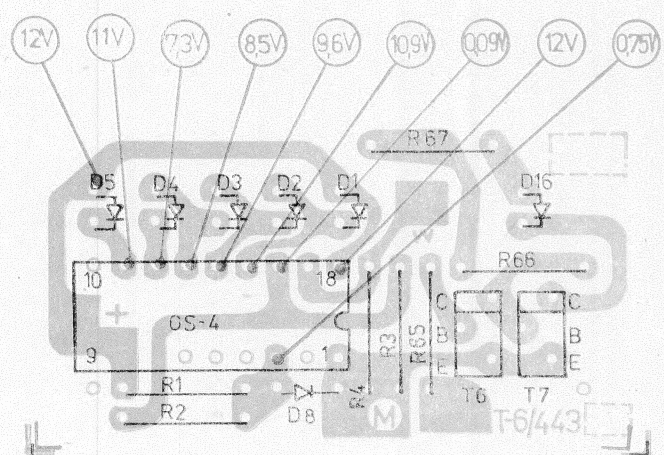 12V 11V 7,3V 8,5V 9,6V 10,9V 0,09V 12V 0,75V
R67
D5 D4 D3 D2 D1 D16
R66
10 18
+ OS-4
C C
R3 R65 B B
9 1 E E
R1 R4
R2 D8 T6 T7
M T-6/443